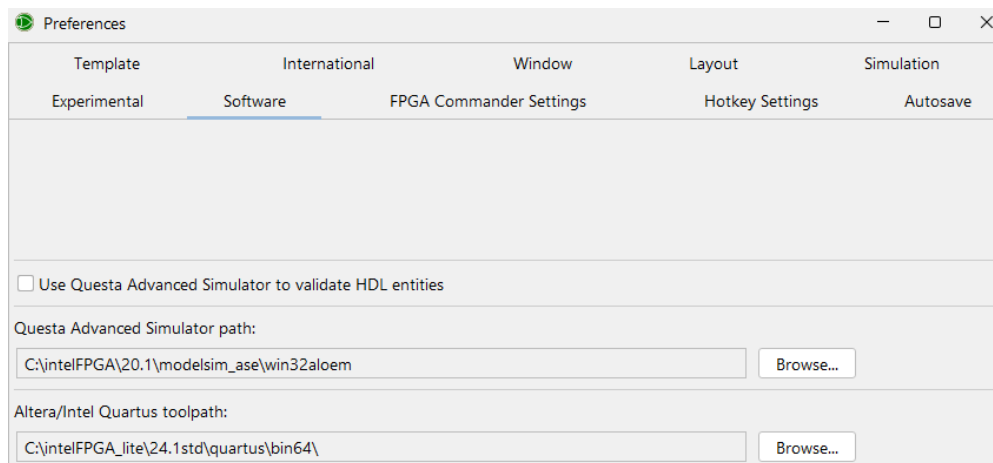 Preferences
Template International Window Layout Simulation
Experimental Software FPGA Commander Settings Hotkey Settings Autosave
Use Questa Advanced Simulator to validate HDL entities
Questa Advanced Simulator path:
C:\intelFPGA\20.1\modelsim_ase\win32aloem Browse...
Altera/Intel Quartus toolpath:
C:\intelFPGA_lite\24.1std\quartus\bin64\ Browse...